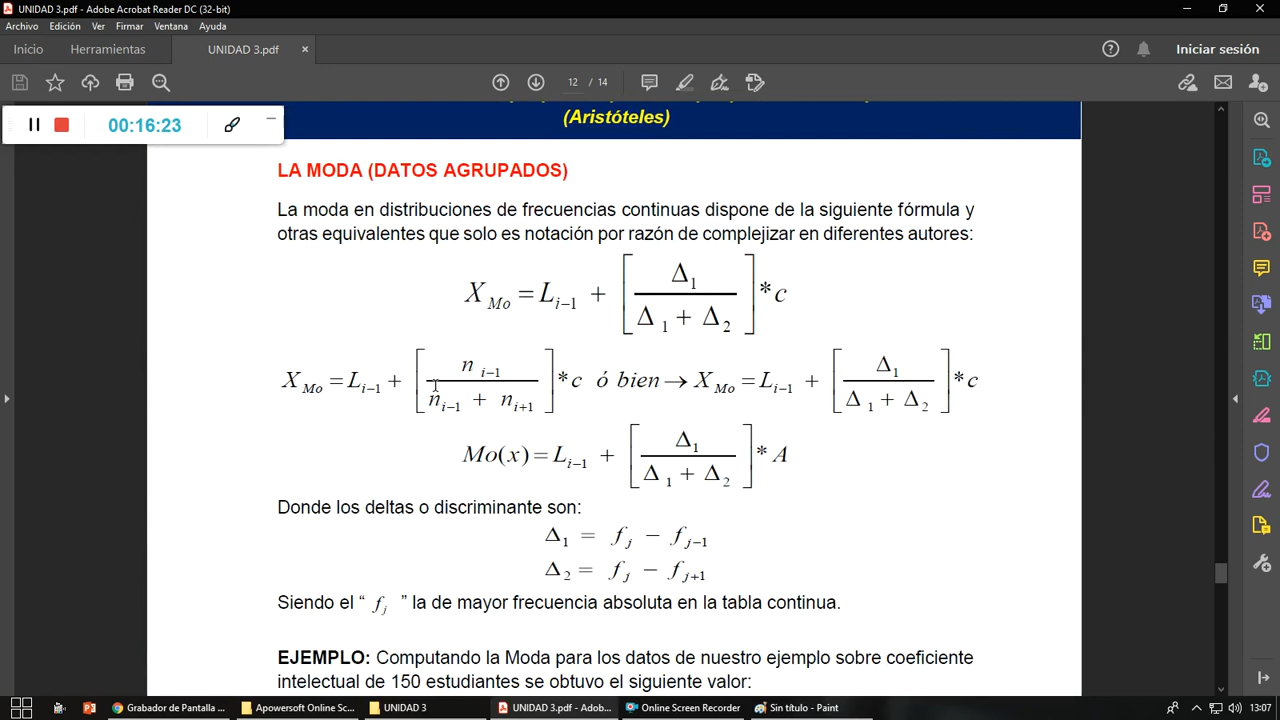 UNIDAD 3.pdf - Adobe Acrobat Reader DC (32-bit)
Archivo Edición Ver Firmar Ventana Ayuda
Inicio Herramientas UNIDAD 3.pdf × Iniciar sesión
12 / 14
(Aristóteles)
00:16:23
LA MODA (DATOS AGRUPADOS)
La moda en distribuciones de frecuencias continuas dispone de la siguiente fórmula y
otras equivalentes que solo es notación por razón de complejizar en diferentes autores:
X_Mo = L_i−1 + [Δ_1 / (Δ_1 + Δ_2)] * c
X_Mo = L_i−1 + [n_i−1 / (n_i−1 + n_i+1)] * c ó bien → X_Mo = L_i−1 + [Δ_1 / (Δ_1 + Δ_2)] * c
Mo(x) = L_i−1 + [Δ_1 / (Δ_1 + Δ_2)] * A
Donde los deltas o discriminante son:
Δ_1 = f_j − f_j−1
Δ_2 = f_j − f_j+1
Siendo el “ f_j ” la de mayor frecuencia absoluta en la tabla continua.
EJEMPLO: Computando la Moda para los datos de nuestro ejemplo sobre coeficiente
intelectual de 150 estudiantes se obtuvo el siguiente valor:
Grabador de Pantalla ... Apowersoft Online Sc... UNIDAD 3 UNIDAD 3.pdf - Adob... Online Screen Recorder Sin título - Paint 13:07